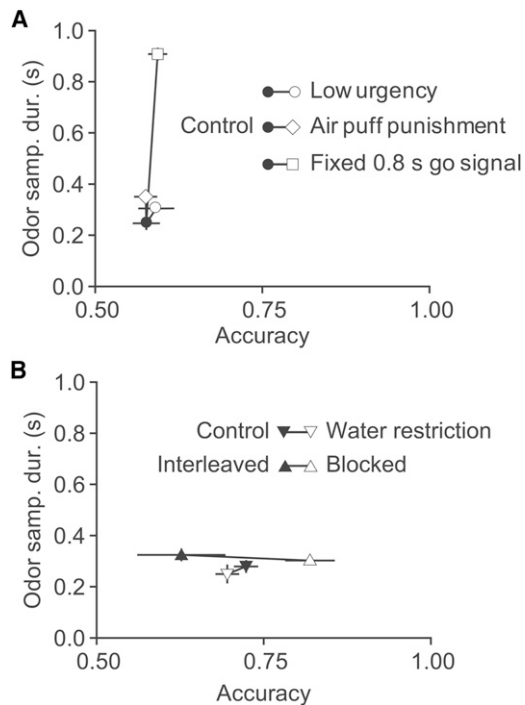 A
1.0
0.8
0.6
0.4
0.2
0.0
Odor samp. dur. (s)
Low urgency
Control Air puff punishment
Fixed 0.8 s go signal
0.50 0.75 1.00
Accuracy
B
1.0
0.8
0.6
0.4
0.2
0.0
Odor samp. dur. (s)
Control Water restriction
Interleaved Blocked
0.50 0.75 1.00
Accuracy